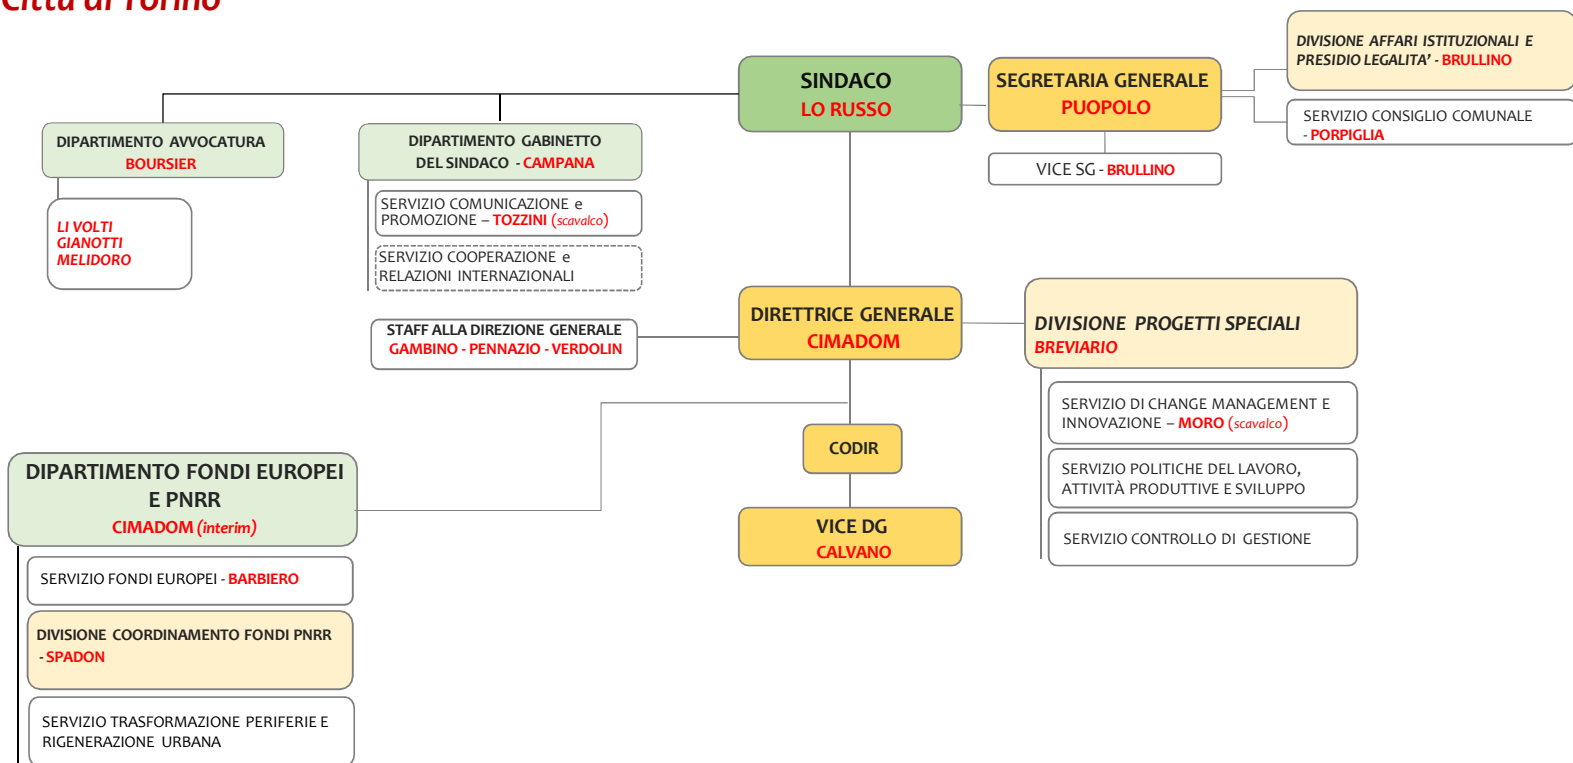 Città di Torino
SINDACO
LO RUSSO
SEGRETARIA GENERALE
PUOPOLO
DIVISIONE AFFARI ISTITUZIONALI E
PRESIDIO LEGALITA' - BRULLINO
SERVIZIO CONSIGLIO COMUNALE
- PORPIGLIA
VICE SG - BRULLINO
DIPARTIMENTO AVVOCATURA
BOURSIER
LI VOLTI
GIANOTTI
MELIDORO
DIPARTIMENTO GABINETTO
DEL SINDACO - CAMPANA
SERVIZIO COMUNICAZIONE e
PROMOZIONE – TOZZINI (scavalco)
SERVIZIO COOPERAZIONE e
RELAZIONI INTERNAZIONALI
STAFF ALLA DIREZIONE GENERALE
GAMBINO - PENNAZIO - VERDOLIN
DIRETTRICE GENERALE
CIMADOM
DIVISIONE PROGETTI SPECIALI
BREVIARIO
SERVIZIO DI CHANGE MANAGEMENT E
INNOVAZIONE – MORO (scavalco)
SERVIZIO POLITICHE DEL LAVORO,
ATTIVITÀ PRODUTTIVE E SVILUPPO
SERVIZIO CONTROLLO DI GESTIONE
CODIR
VICE DG
CALVANO
DIPARTIMENTO FONDI EUROPEI
E PNRR
CIMADOM (interim)
SERVIZIO FONDI EUROPEI - BARBIERO
DIVISIONE COORDINAMENTO FONDI PNRR
- SPADON
SERVIZIO TRASFORMAZIONE PERIFERIE E
RIGENERAZIONE URBANA